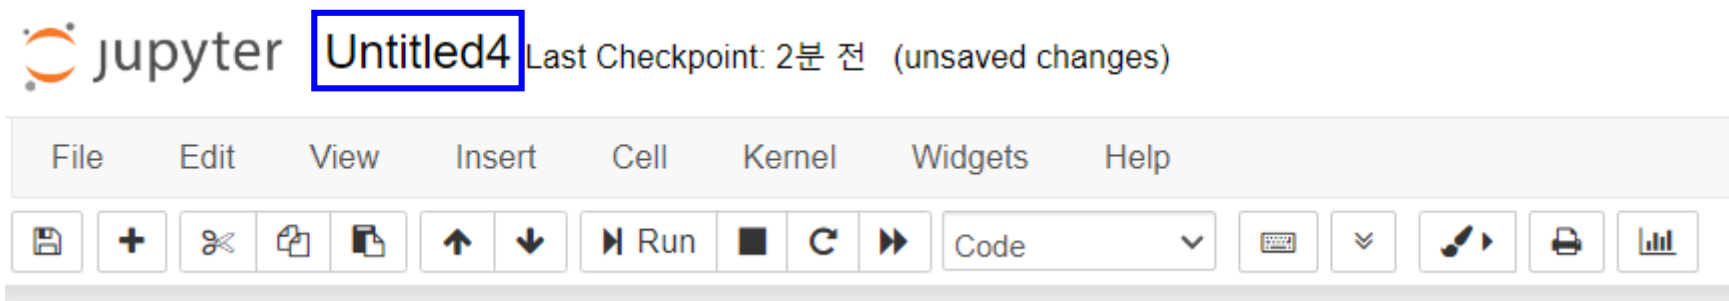 jupyter Untitled4 Last Checkpoint: 2분 전 (unsaved changes)
File Edit View Insert Cell Kernel Widgets Help
Run Code